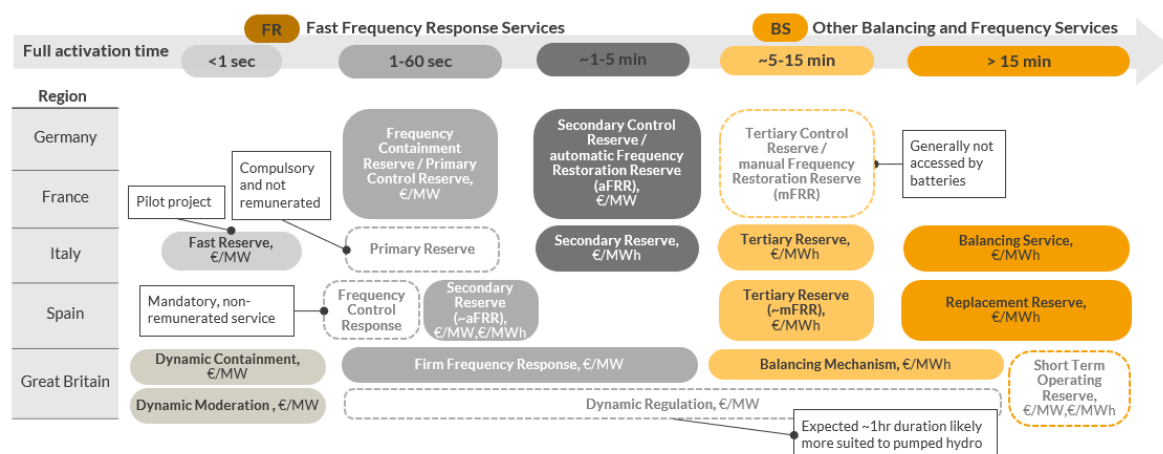 FR Fast Frequency Response Services
BS Other Balancing and Frequency Services
Full activation time
<1 sec
1-60 sec
~1-5 min
~5-15 min
> 15 min
Region
Germany
France
Italy
Spain
Great Britain
Frequency
Containment
Reserve / Primary
Control Reserve,
€/MW
Secondary Control
Reserve /
automatic Frequency
Restoration Reserve
(aFRR),
€/MW
Tertiary Control
Reserve /
manual Frequency
Restoration Reserve
(mFRR)
Generally not
accessed by
batteries
Compulsory
and not
remunerated
Pilot project
Fast Reserve,
€/MW
Primary Reserve
Secondary Reserve,
€/MWh
Tertiary Reserve,
€/MWh
Balancing Service,
€/MWh
Mandatory, non-
remunerated service
Frequency
Control
Response
Secondary
Reserve
(~aFRR),
€/MW,€/MWh
Tertiary Reserve
(~mFRR),
€/MWh
Replacement Reserve,
€/MWh
Dynamic Containment,
€/MW
Firm Frequency Response, €/MW
Balancing Mechanism, €/MWh
Short Term
Operating
Reserve,
€/MW,€/MWh
Dynamic Moderation , €/MW
Dynamic Regulation, €/MW
Expected ~1hr duration likely
more suited to pumped hydro